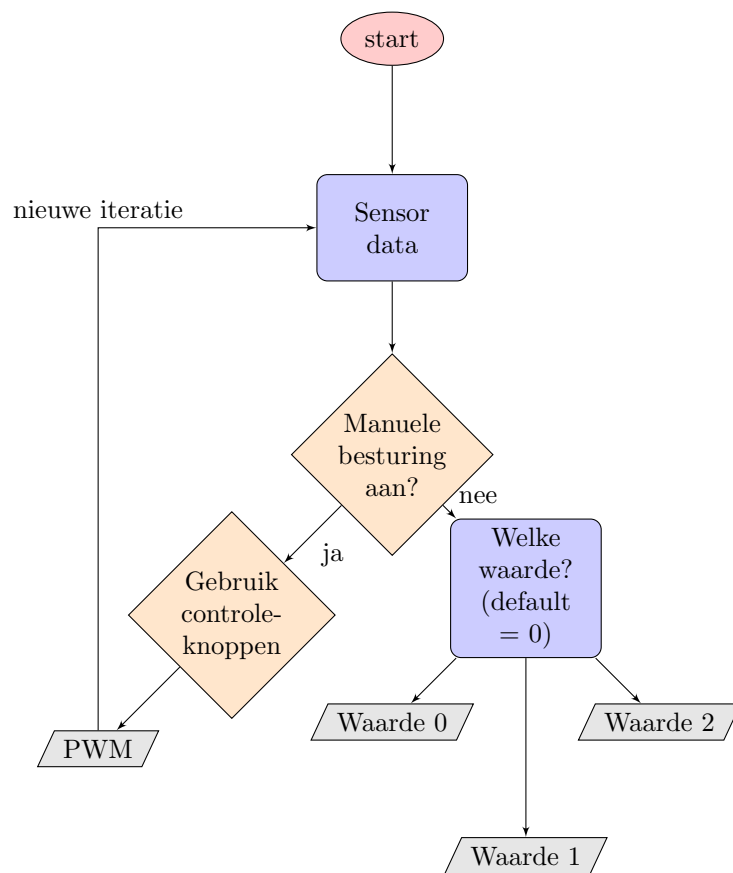 start
Sensor
data
nieuwe iteratie
Manuele
besturing
aan?
nee
ja
Welke
waarde?
(default
= 0)
Gebruik
controle-
knoppen
Waarde 0
Waarde 2
PWM
Waarde 1